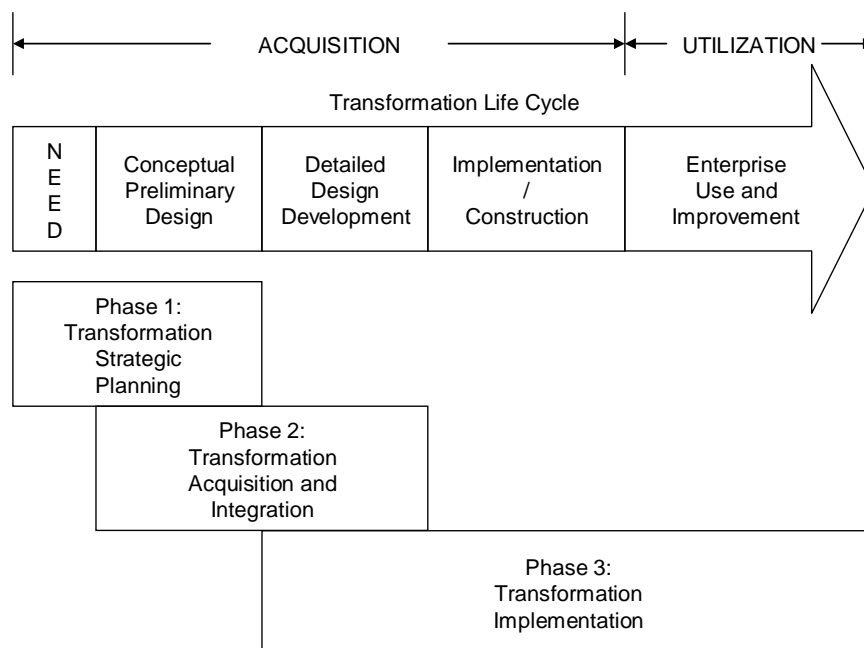 ACQUISITION
UTILIZATION
Transformation Life Cycle
N
E
E
D
Conceptual
Preliminary
Design
Detailed
Design
Development
Implementation
/
Construction
Enterprise
Use and
Improvement
Phase 1:
Transformation
Strategic
Planning
Phase 2:
Transformation
Acquisition and
Integration
Phase 3:
Transformation
Implementation